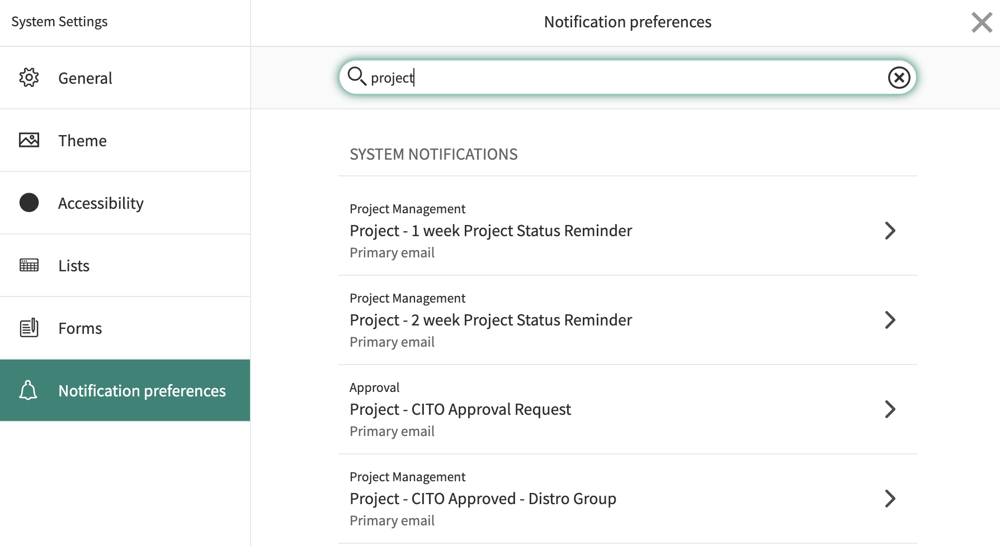 System Settings
Notification preferences
General
Theme
Accessibility
Lists
Forms
Notification preferences
project
SYSTEM NOTIFICATIONS
Project Management
Project - 1 week Project Status Reminder
Primary email
Project Management
Project - 2 week Project Status Reminder
Primary email
Approval
Project - CITO Approval Request
Primary email
Project Management
Project - CITO Approved - Distro Group
Primary email